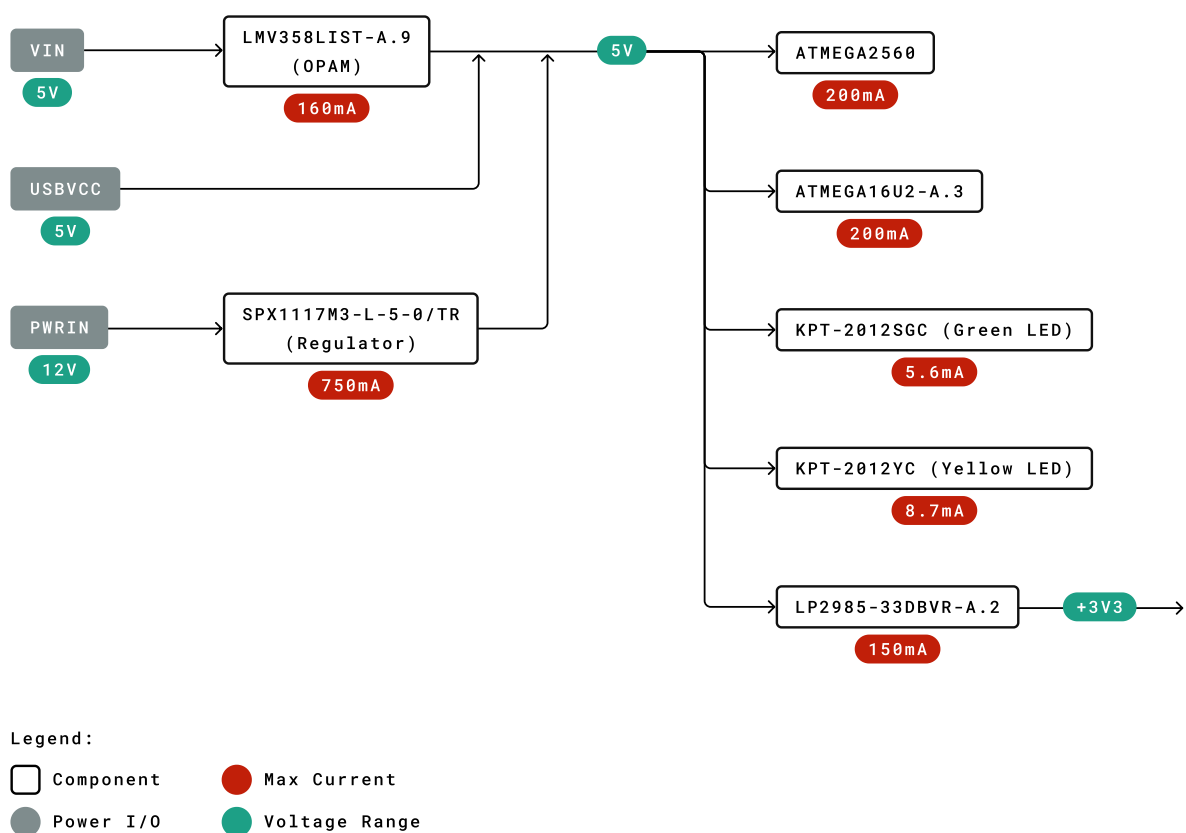 VIN
5V
LMV358LIST-A.9
(OPAM)
160mA
USBVCC
5V
PWRIN
12V
SPX1117M3-L-5-0/TR
(Regulator)
750mA
5V
ATMEGA2560
200mA
ATMEGA16U2-A.3
200mA
KPT-2012SGC (Green LED)
5.6mA
KPT-2012YC (Yellow LED)
8.7mA
LP2985-33DBVR-A.2
150mA
+3V3
Legend:
Component
Max Current
Power I/O
Voltage Range